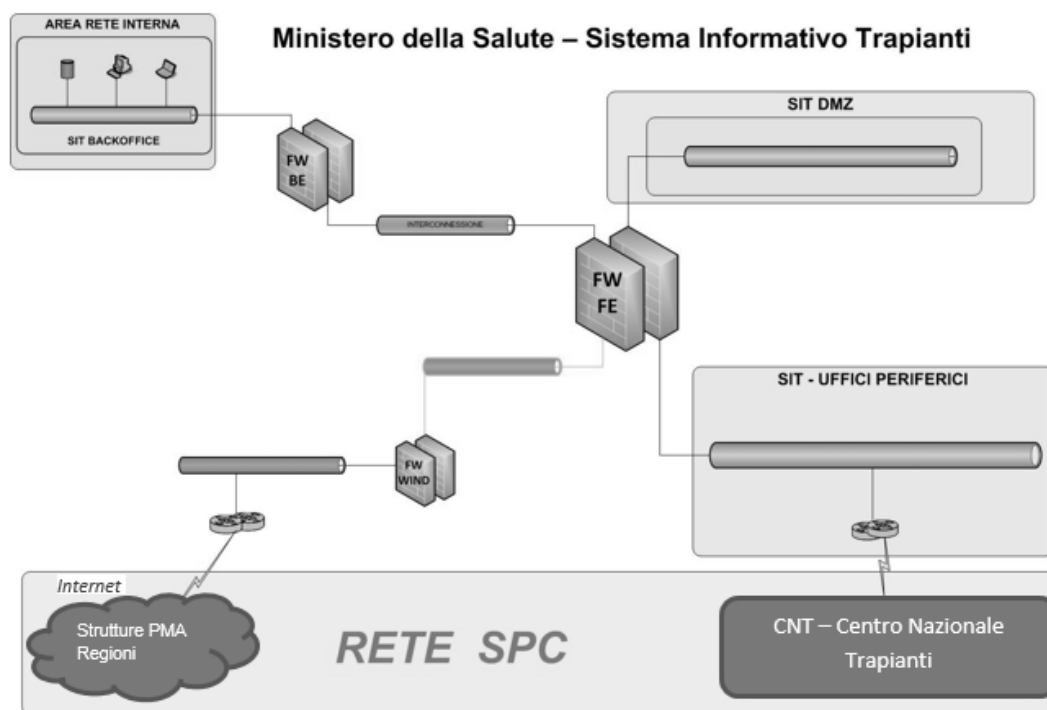 AREA RETE INTERNA
SIT BACKOFFICE
Ministero della Salute – Sistema Informativo Trapianti
SIT DMZ
FW
BE
INTERCONNESSIONE
FW
FE
SIT - UFFICI PERIFERICI
FW
WIND
Internet
Strutture PMA
Regioni
RETE SPC
CNT – Centro Nazionale
Trapianti